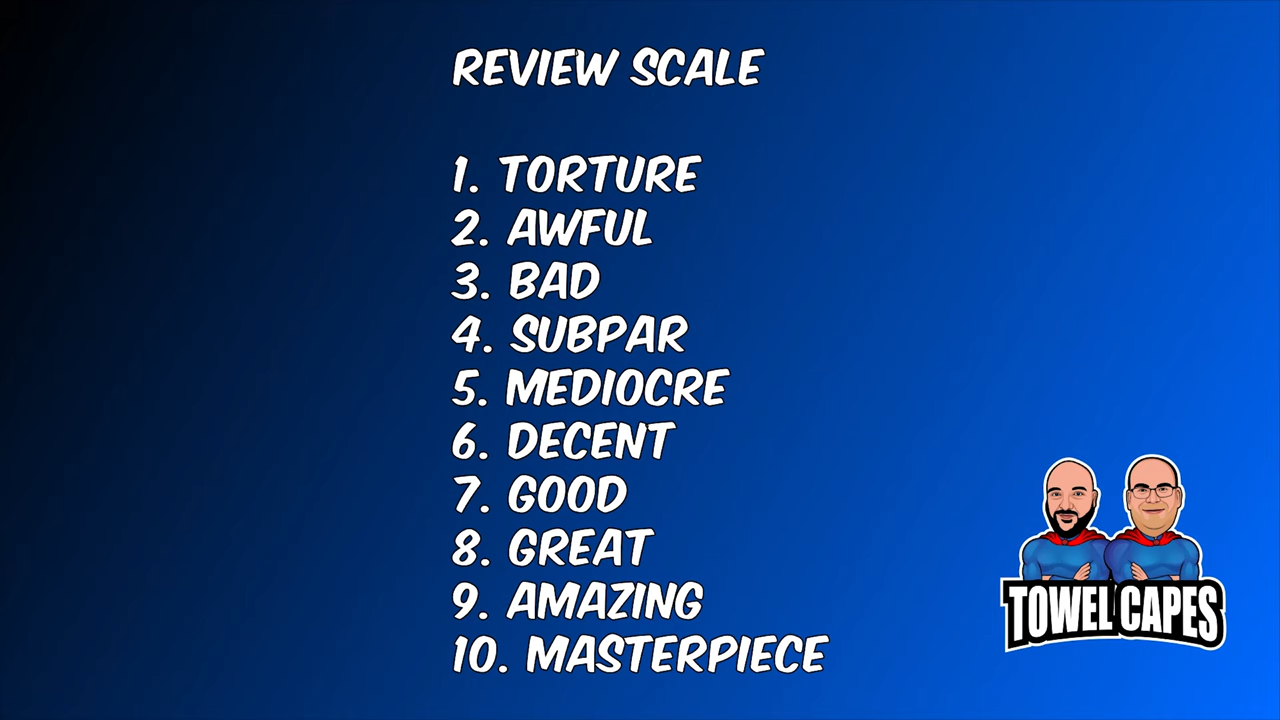 REVIEW SCALE
1. TORTURE
2. AWFUL
3. BAD
4. SUBPAR
5. MEDIOCRE
6. DECENT
7. GOOD
8. GREAT
9. AMAZING
10. MASTERPIECE
TOWEL CAPES